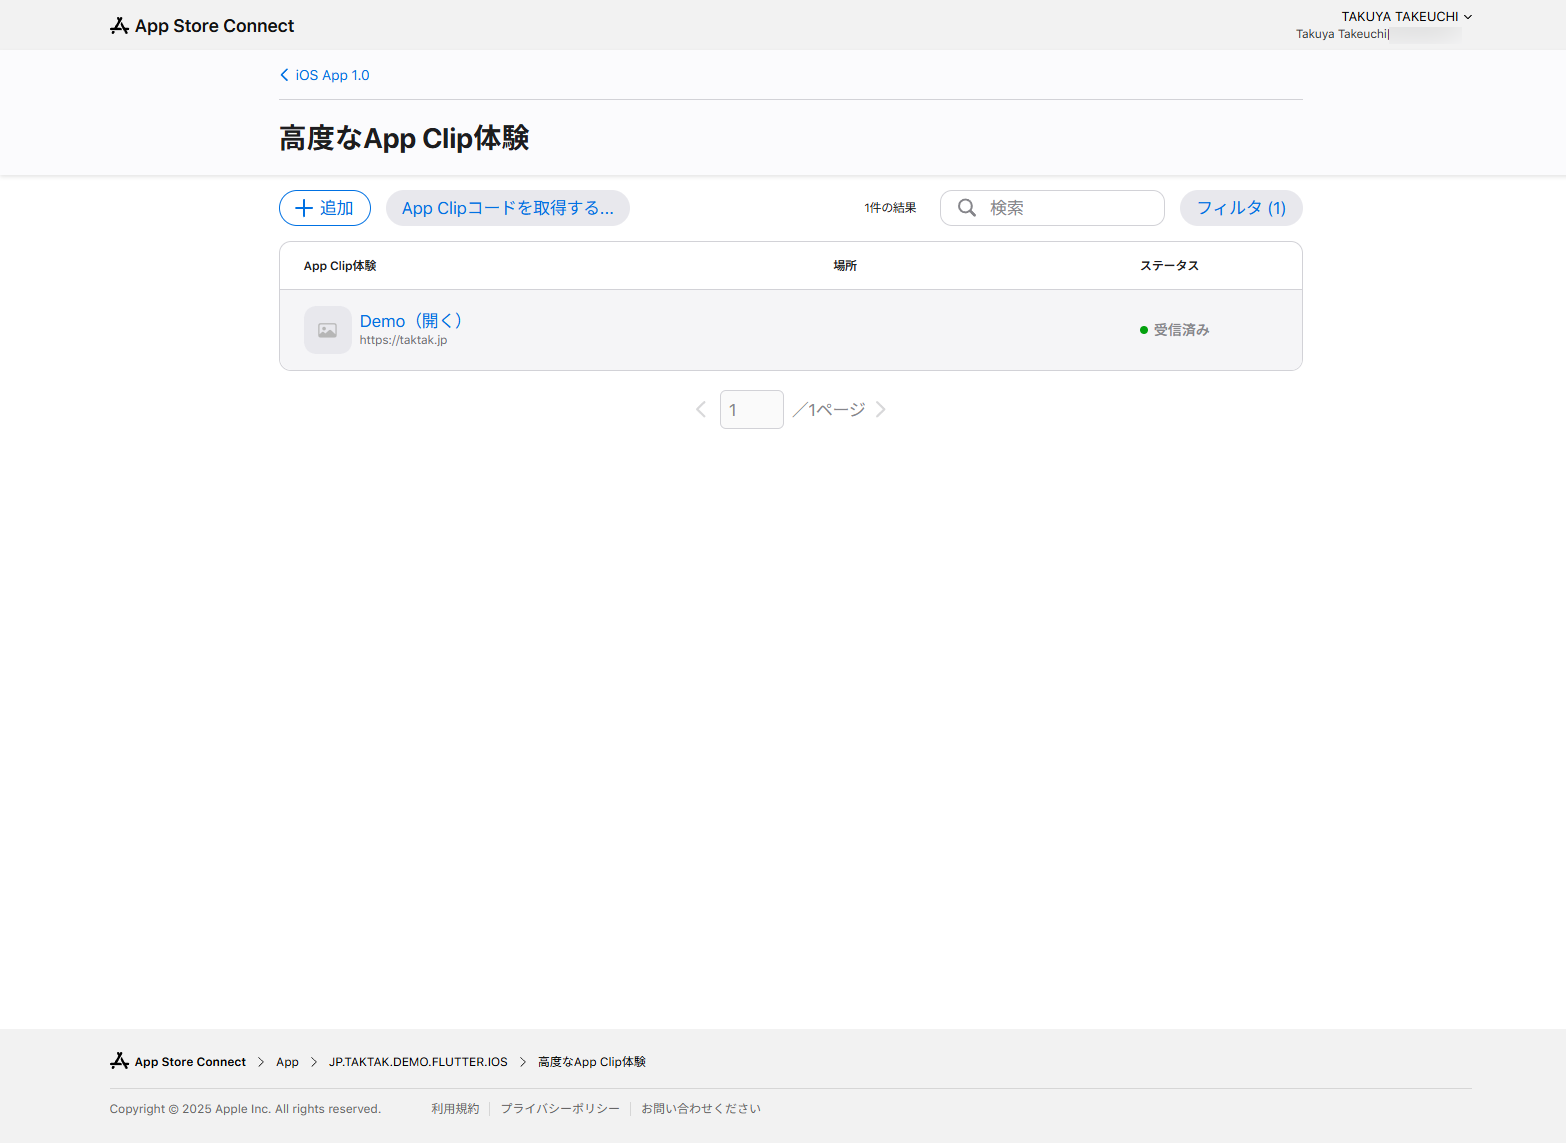 App Store Connect
TAKUYA TAKEUCHI
Takuya Takeuchi|
iOS App 1.0
高度なApp Clip体験
追加
App Clipコードを取得する...
1件の結果
検索
フィルタ (1)
App Clip体験
場所
ステータス
Demo（開く）
https://taktak.jp
受信済み
1
／1ページ
App Store Connect
App
JP.TAKTAK.DEMO.FLUTTER.IOS
高度なApp Clip体験
Copyright © 2025 Apple Inc. All rights reserved.
利用規約
プライバシーポリシー
お問い合わせください